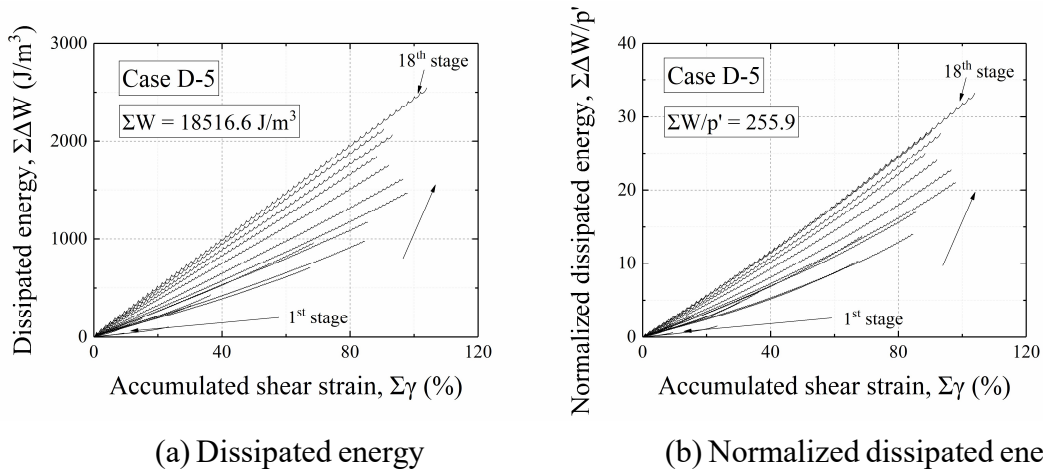 Dissipated energy, ΣΔW (J/m³)
3000
2000
1000
0
Case D-5
ΣW = 18516.6 J/m³
18th stage
1st stage
0 40 80 120
Accumulated shear strain, Σγ (%)
(a) Dissipated energy
Normalized dissipated energy, ΣΔW/p'
40
30
20
10
0
Case D-5
ΣW/p' = 255.9
18th stage
1st stage
0 40 80 120
Accumulated shear strain, Σγ (%)
(b) Normalized dissipated ene